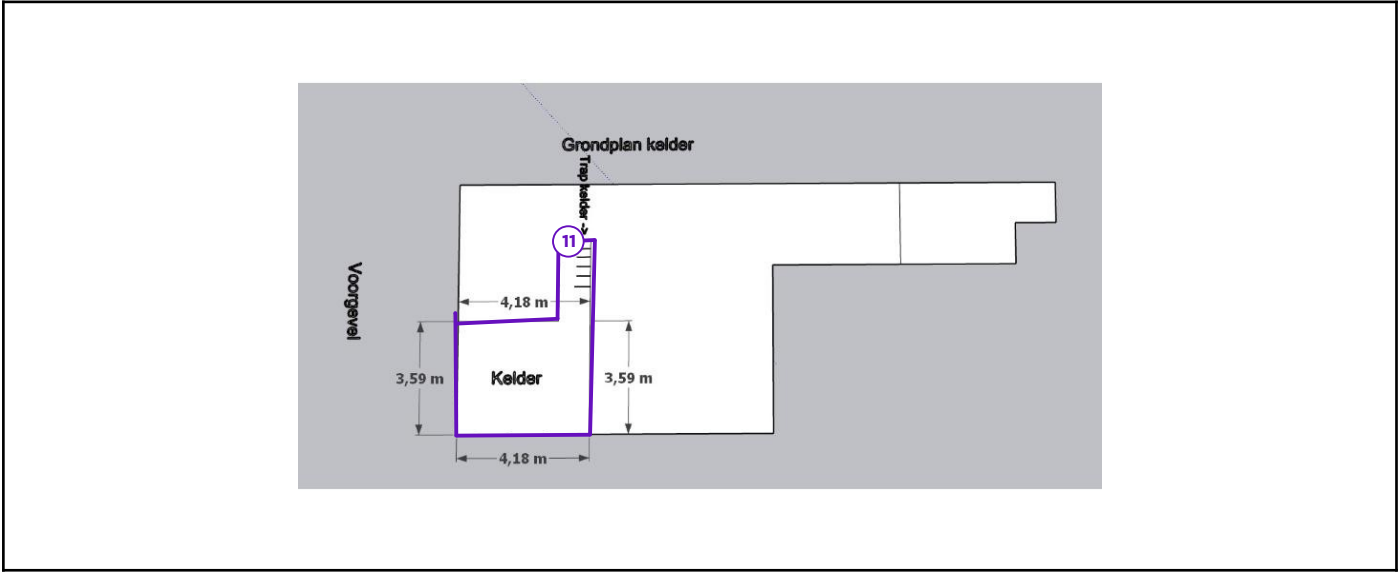 Grondplan kelder
Trap kelder ->
11
Voorgevel
4,18 m
3,59 m
Kelder
3,59 m
4,18 m